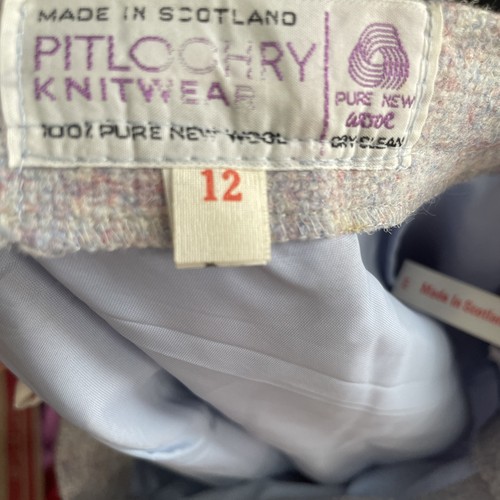 MADE IN SCOTLAND
PITLOCHRY
KNITWEAR
100% PURE NEW WOOL
PURE NEW
WOOL
DRY CLEAN
12
Made in Scotland